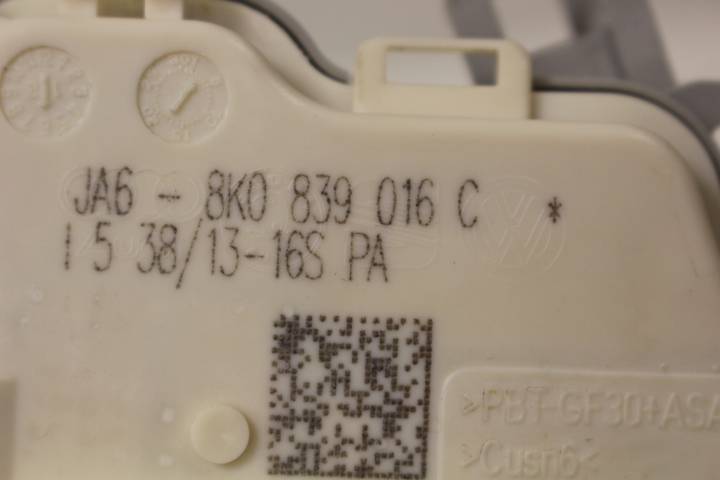 JA6 - 8K0 839 016 C *
I 5 38/13-16S PA
>PBT-GF30+ASA
>Cusn6<